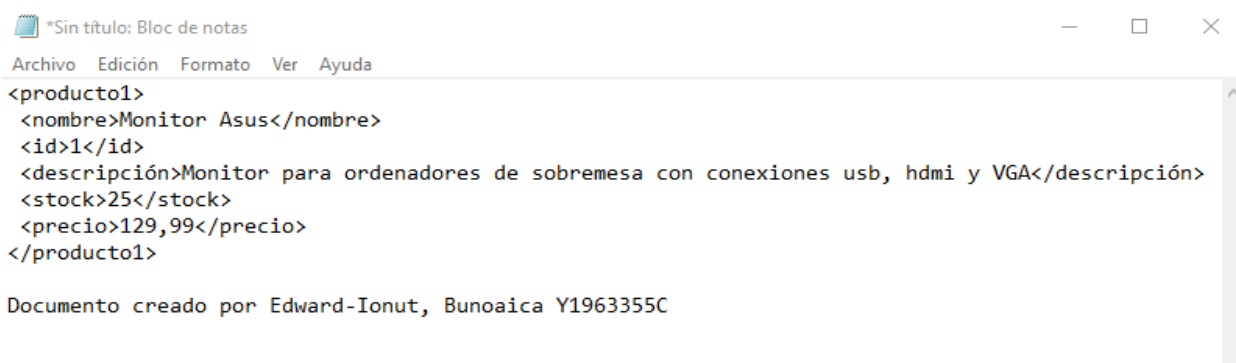 *Sin título: Bloc de notas
Archivo Edición Formato Ver Ayuda
<producto1>
<nombre>Monitor Asus</nombre>
<id>1</id>
<descripción>Monitor para ordenadores de sobremesa con conexiones usb, hdmi y VGA</descripción>
<stock>25</stock>
<precio>129,99</precio>
</producto1>
Documento creado por Edward-Ionut, Bunoaica Y1963355C